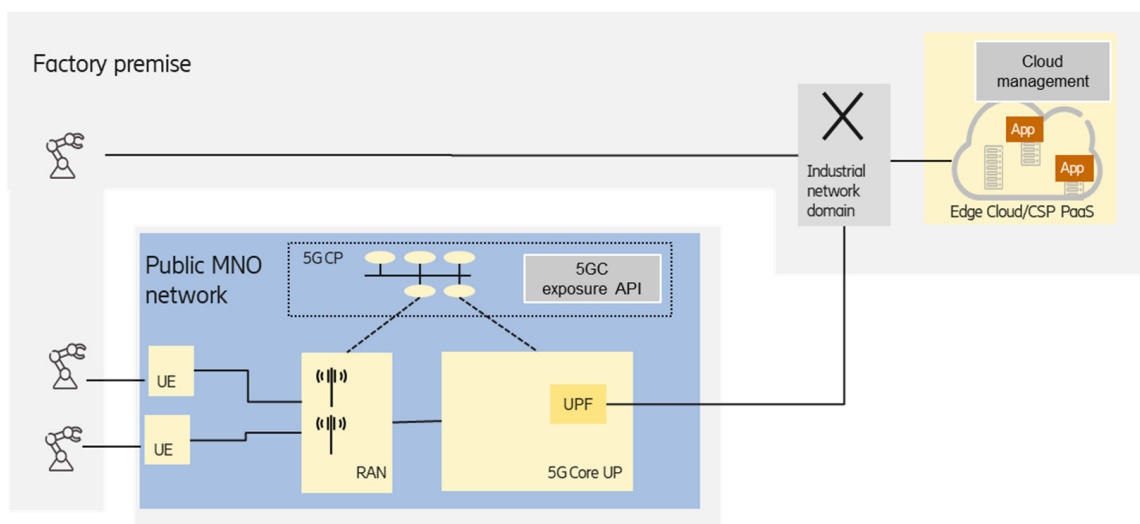 Factory premise
Cloud
management
App
App
Edge Cloud/CSP PaaS
Industrial
network
domain
Public MNO
network
5G CP
5GC
exposure API
UE
UE
RAN
UPF
5G Core UP